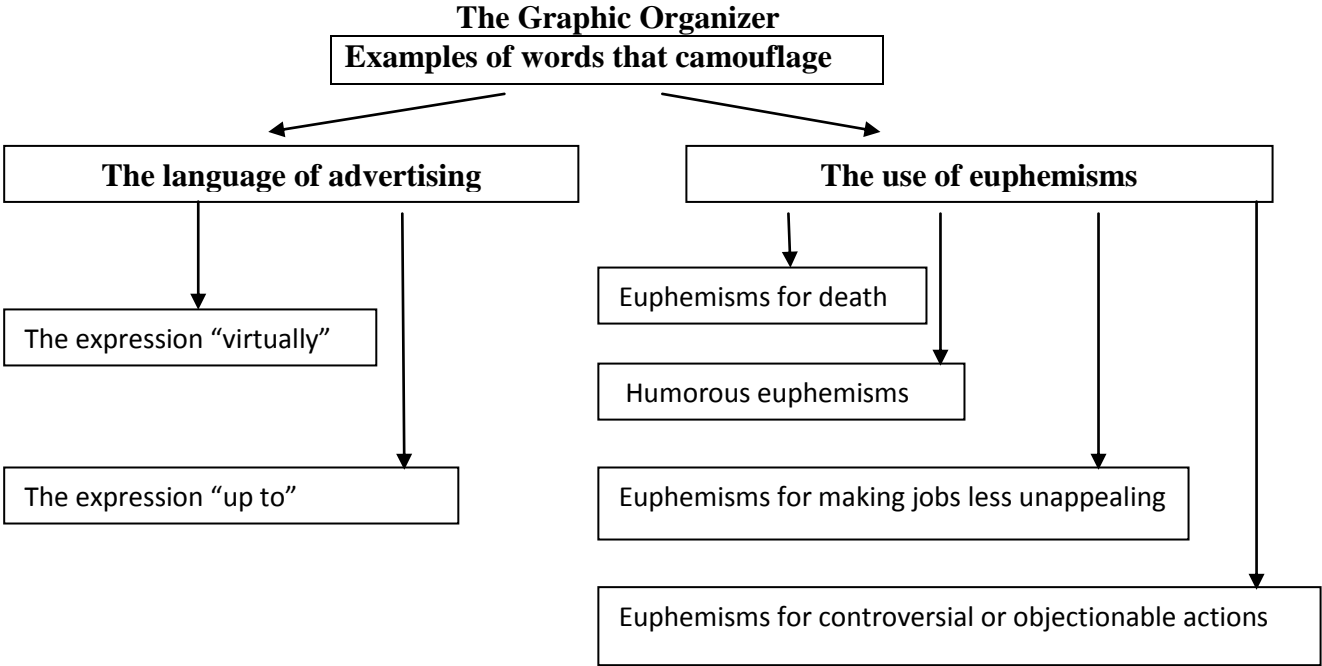 The Graphic Organizer
Examples of words that camouflage
The language of advertising
The use of euphemisms
The expression “virtually”
The expression “up to”
Euphemisms for death
Humorous euphemisms
Euphemisms for making jobs less unappealing
Euphemisms for controversial or objectionable actions